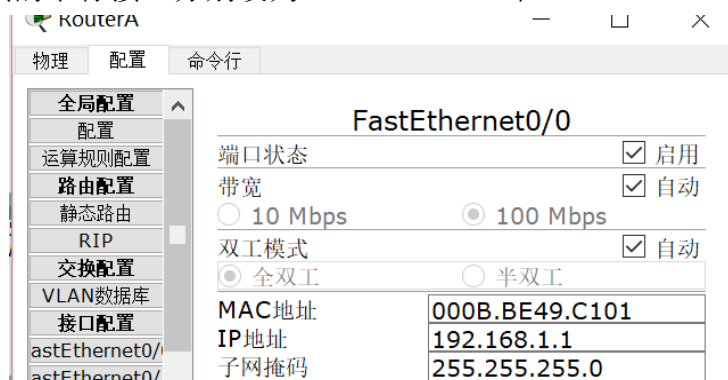 RouterA
物理 配置 命令行
全局配置
配置
运算规则配置
路由配置
静态路由
RIP
交换配置
VLAN数据库
接口配置
astEthernet0/
astEthernet0/
FastEthernet0/0
端口状态 启用
带宽 自动
10 Mbps 100 Mbps
双工模式 自动
全双工 半双工
MAC地址 000B.BE49.C101
IP地址 192.168.1.1
子网掩码 255.255.255.0